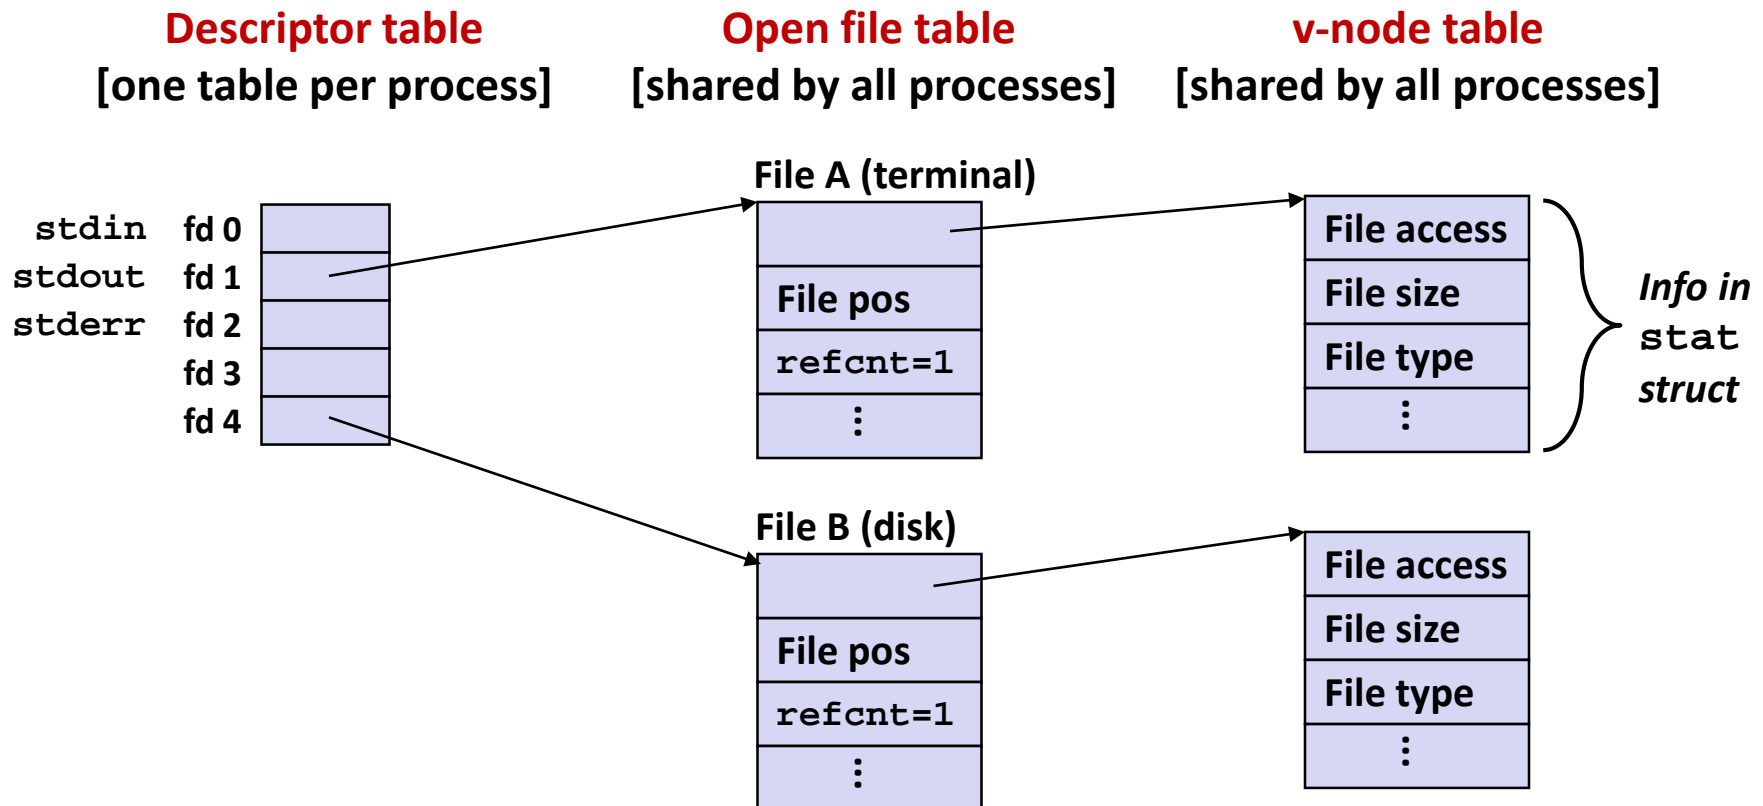 Descriptor table
[one table per process]
Open file table
[shared by all processes]
v-node table
[shared by all processes]
stdin fd 0
stdout fd 1
stderr fd 2
fd 3
fd 4
File A (terminal)
File pos
refcnt=1
⋮
File B (disk)
File pos
refcnt=1
⋮
File access
File size
File type
⋮
Info in
stat
struct
File access
File size
File type
⋮